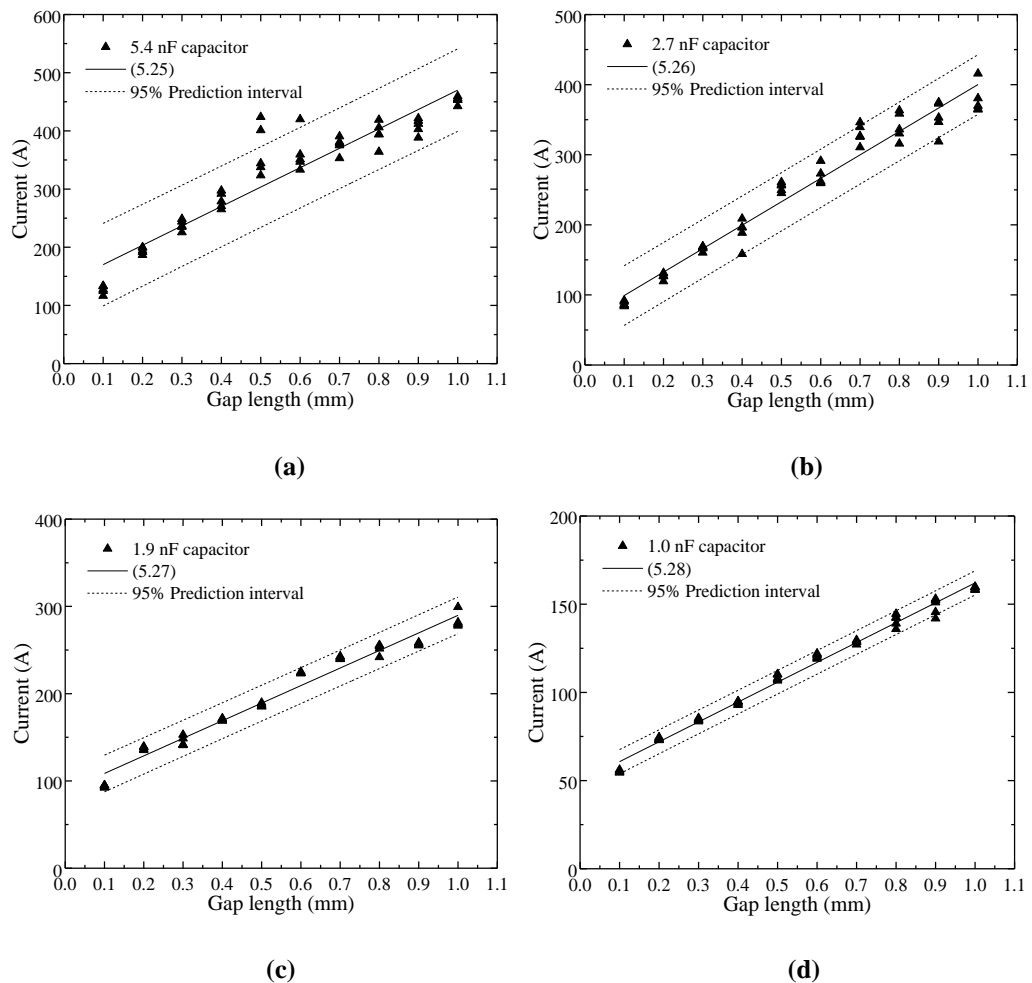 600
500
400
300
200
100
0
Current (A)
▲ 5.4 nF capacitor
(5.25)
95% Prediction interval
0.0 0.1 0.2 0.3 0.4 0.5 0.6 0.7 0.8 0.9 1.0 1.1
Gap length (mm)
(a)
500
400
300
200
100
0
Current (A)
▲ 2.7 nF capacitor
(5.26)
95% Prediction interval
0.0 0.1 0.2 0.3 0.4 0.5 0.6 0.7 0.8 0.9 1.0 1.1
Gap length (mm)
(b)
400
300
200
100
0
Current (A)
▲ 1.9 nF capacitor
(5.27)
95% Prediction interval
0.0 0.1 0.2 0.3 0.4 0.5 0.6 0.7 0.8 0.9 1.0 1.1
Gap length (mm)
(c)
200
150
100
50
0
Current (A)
▲ 1.0 nF capacitor
(5.28)
95% Prediction interval
0.0 0.1 0.2 0.3 0.4 0.5 0.6 0.7 0.8 0.9 1.0 1.1
Gap length (mm)
(d)